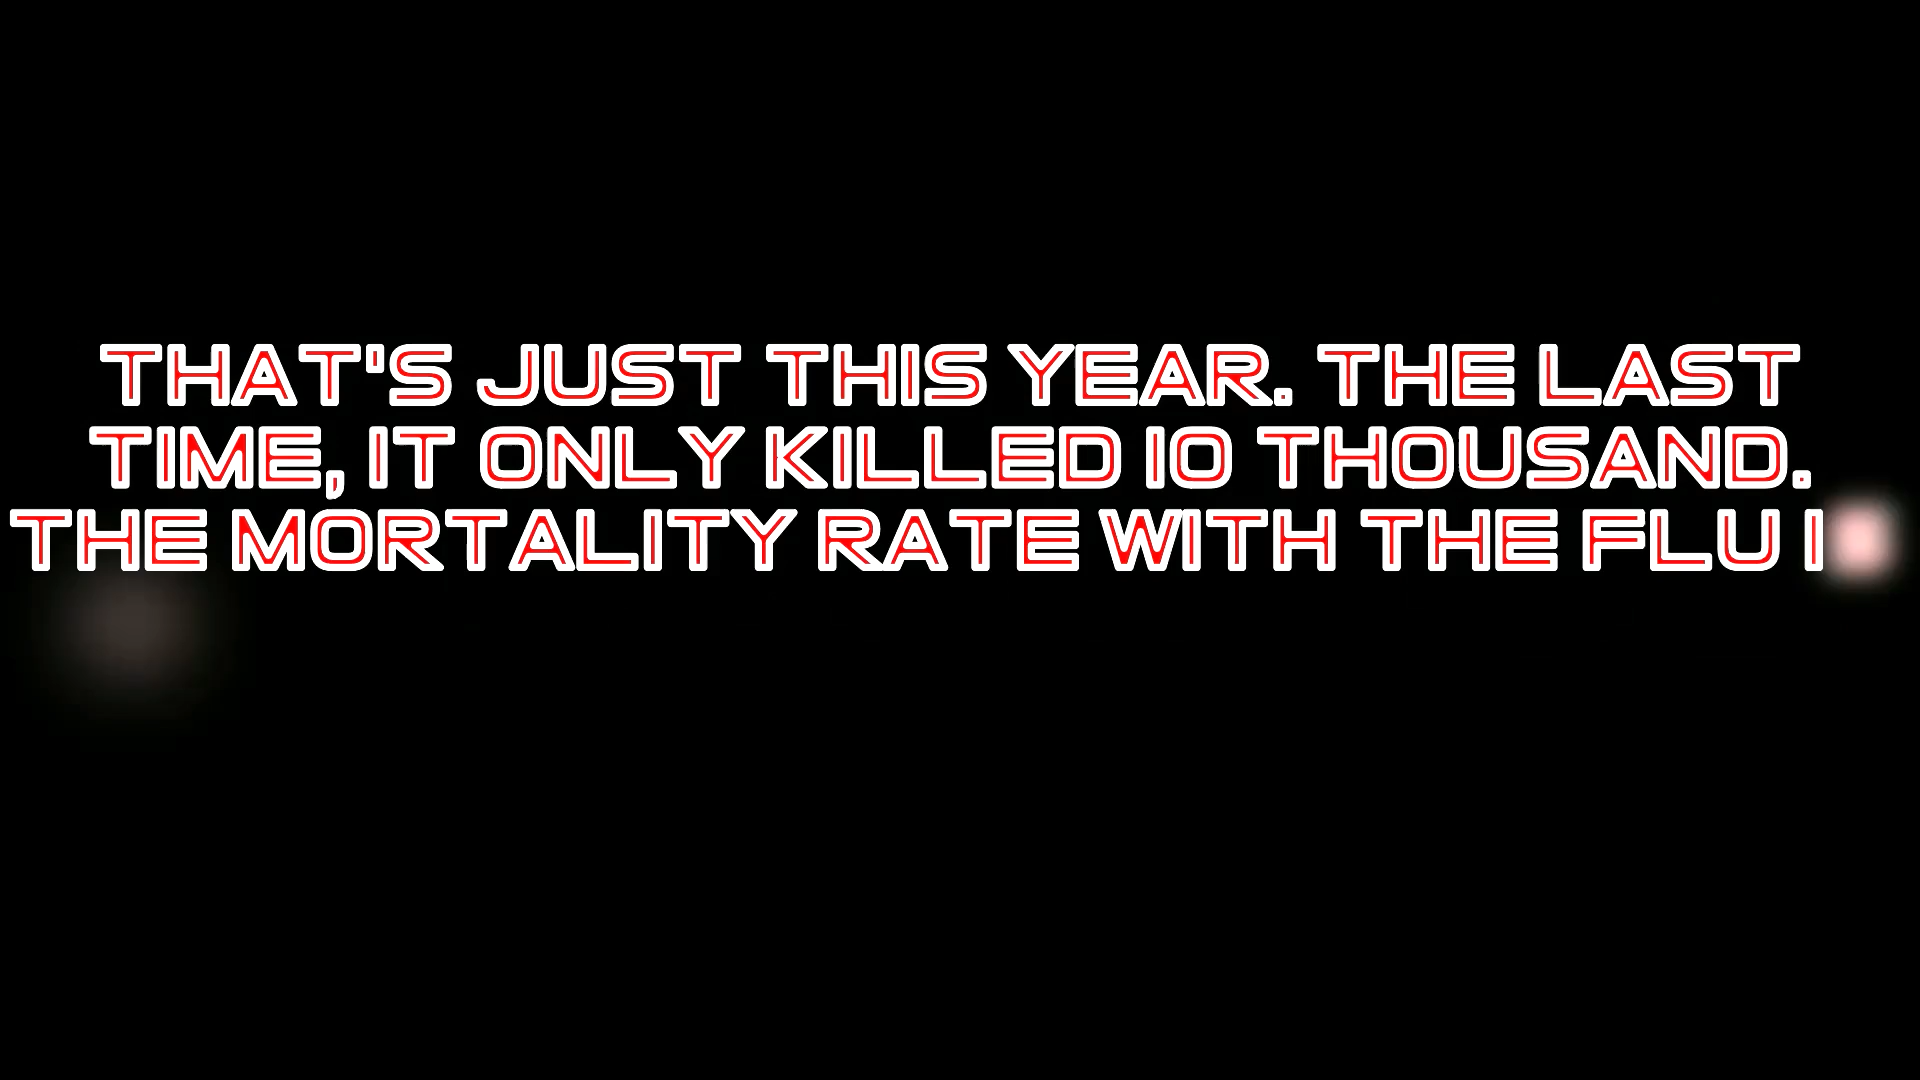 THAT'S JUST THIS YEAR. THE LAST
TIME, IT ONLY KILLED 10 THOUSAND.
THE MORTALITY RATE WITH THE FLU I